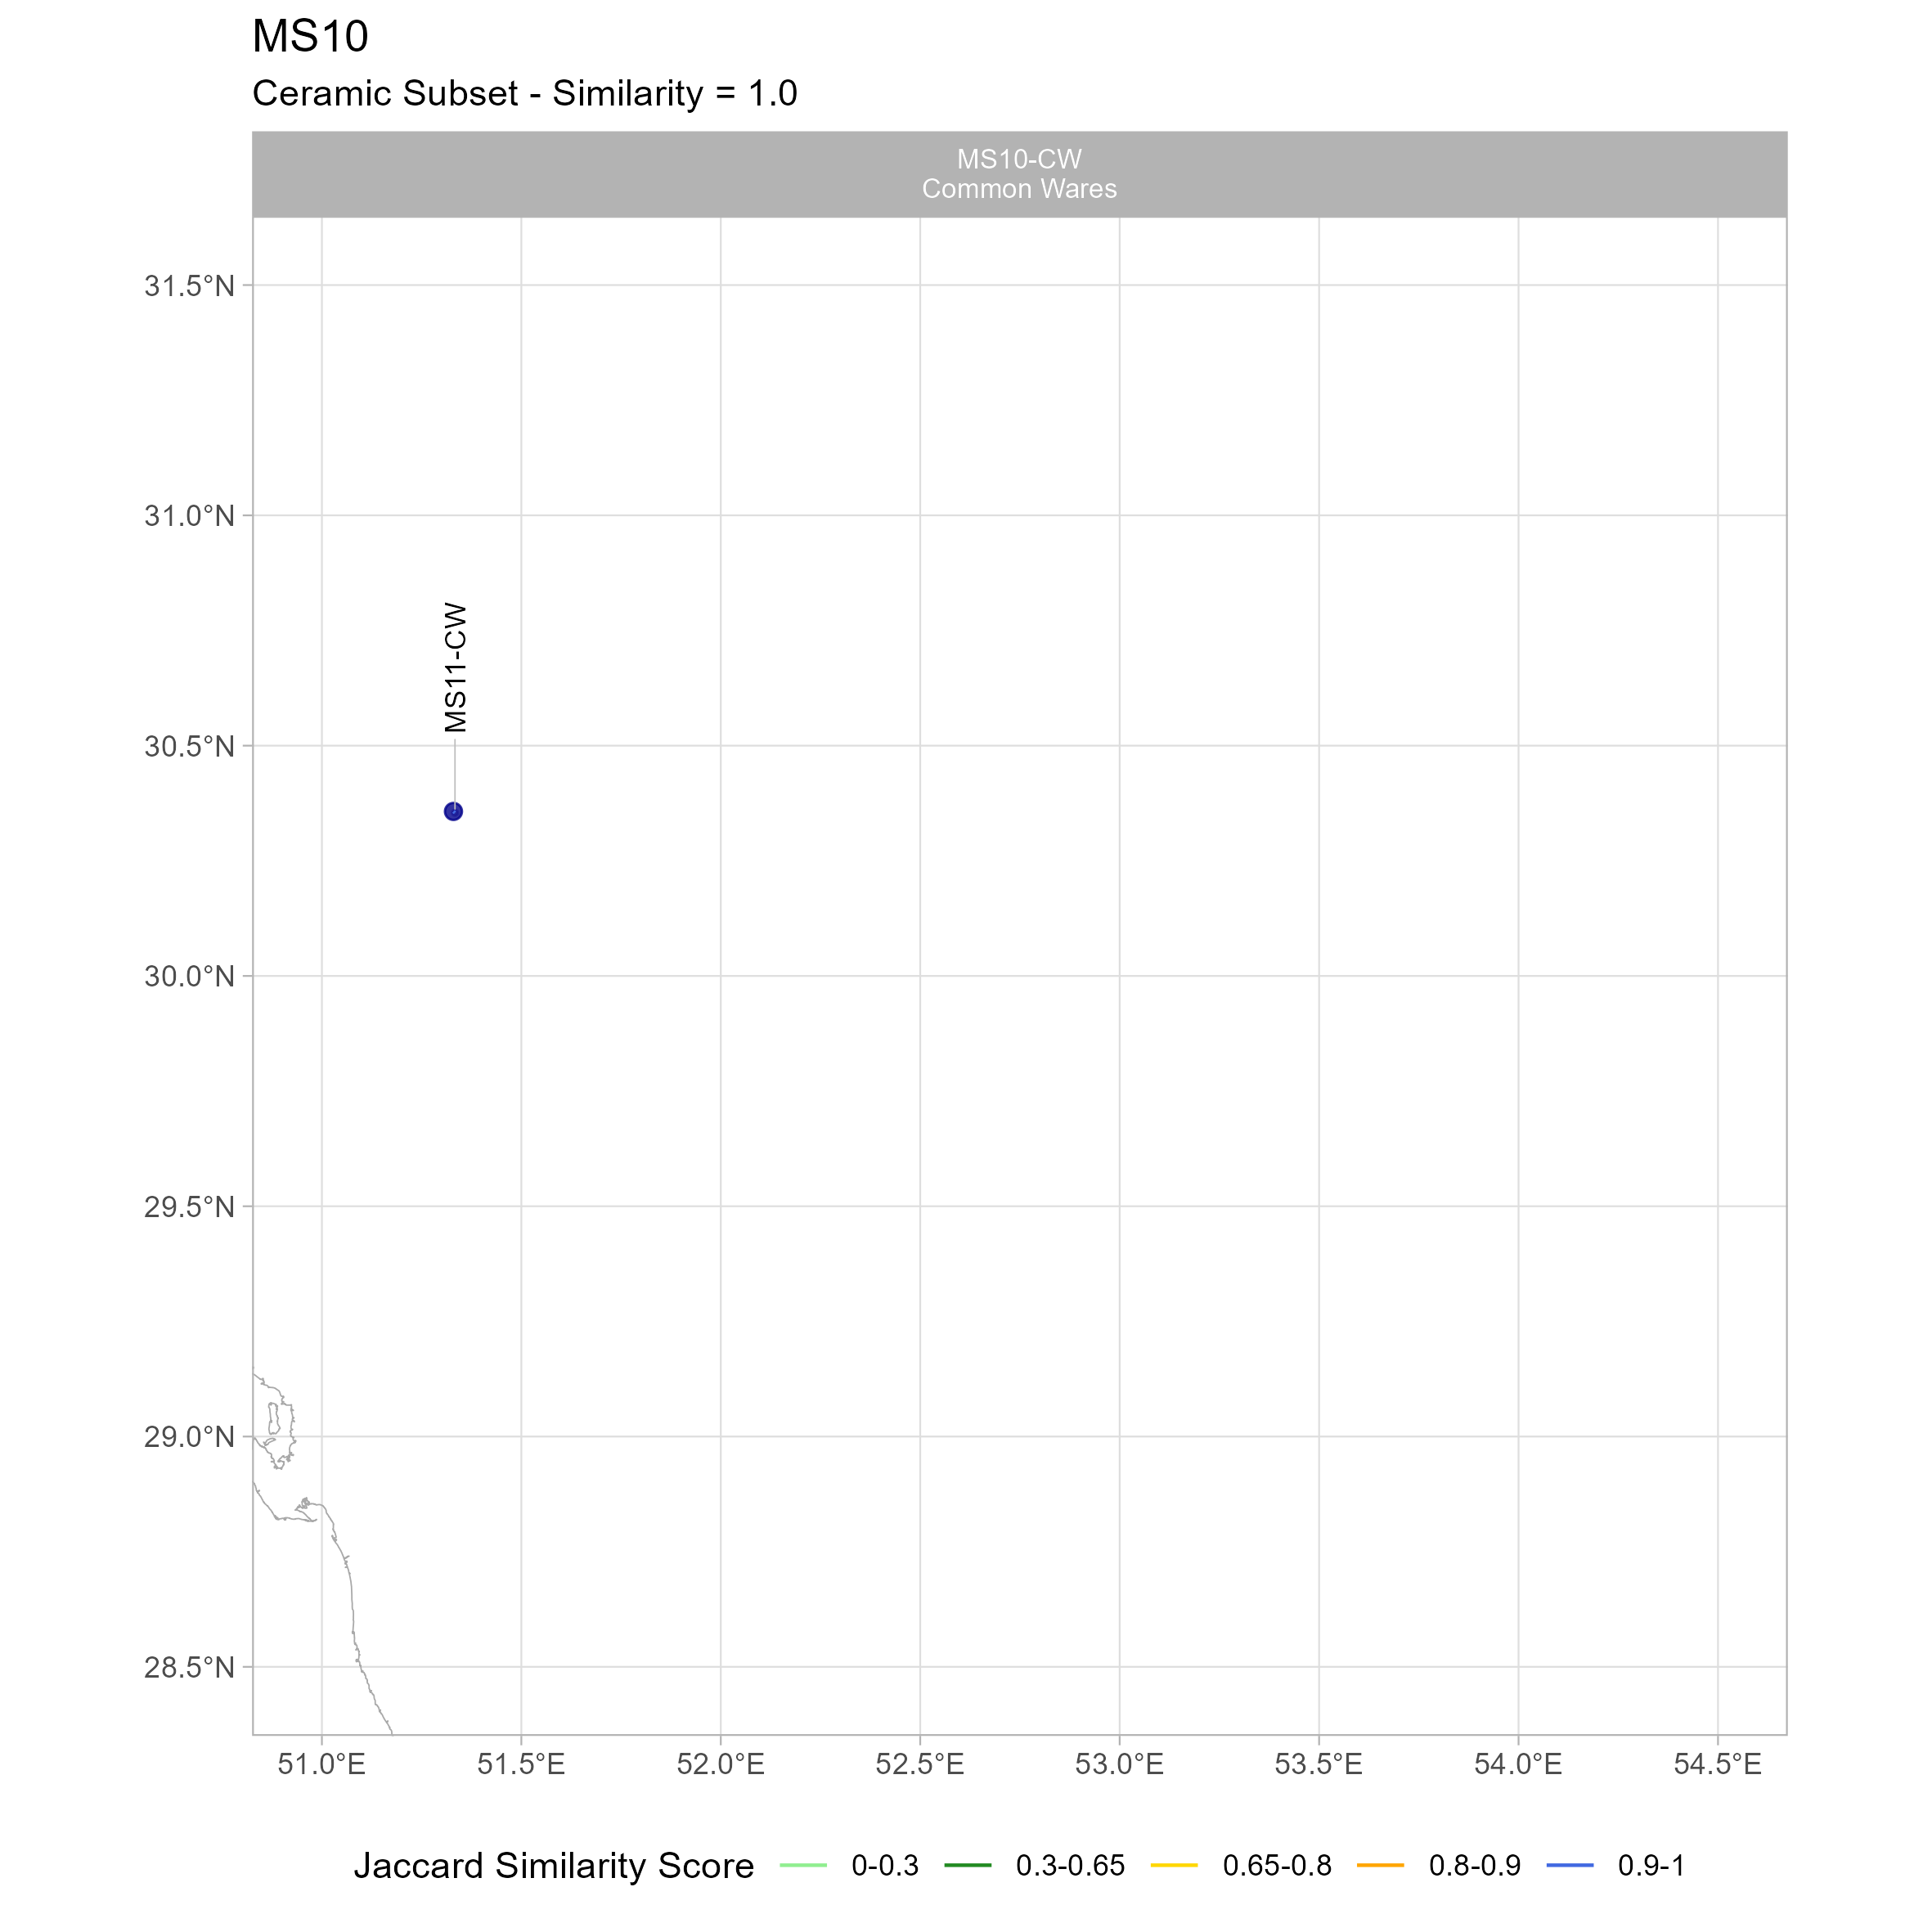 MS10
Ceramic Subset - Similarity = 1.0
MS10-CW
Common Wares
31.5°N
31.0°N
MS11-CW
30.5°N
30.0°N
29.5°N
29.0°N
28.5°N
51.0°E 51.5°E 52.0°E 52.5°E 53.0°E 53.5°E 54.0°E 54.5°E
Jaccard Similarity Score 0-0.3 0.3-0.65 0.65-0.8 0.8-0.9 0.9-1